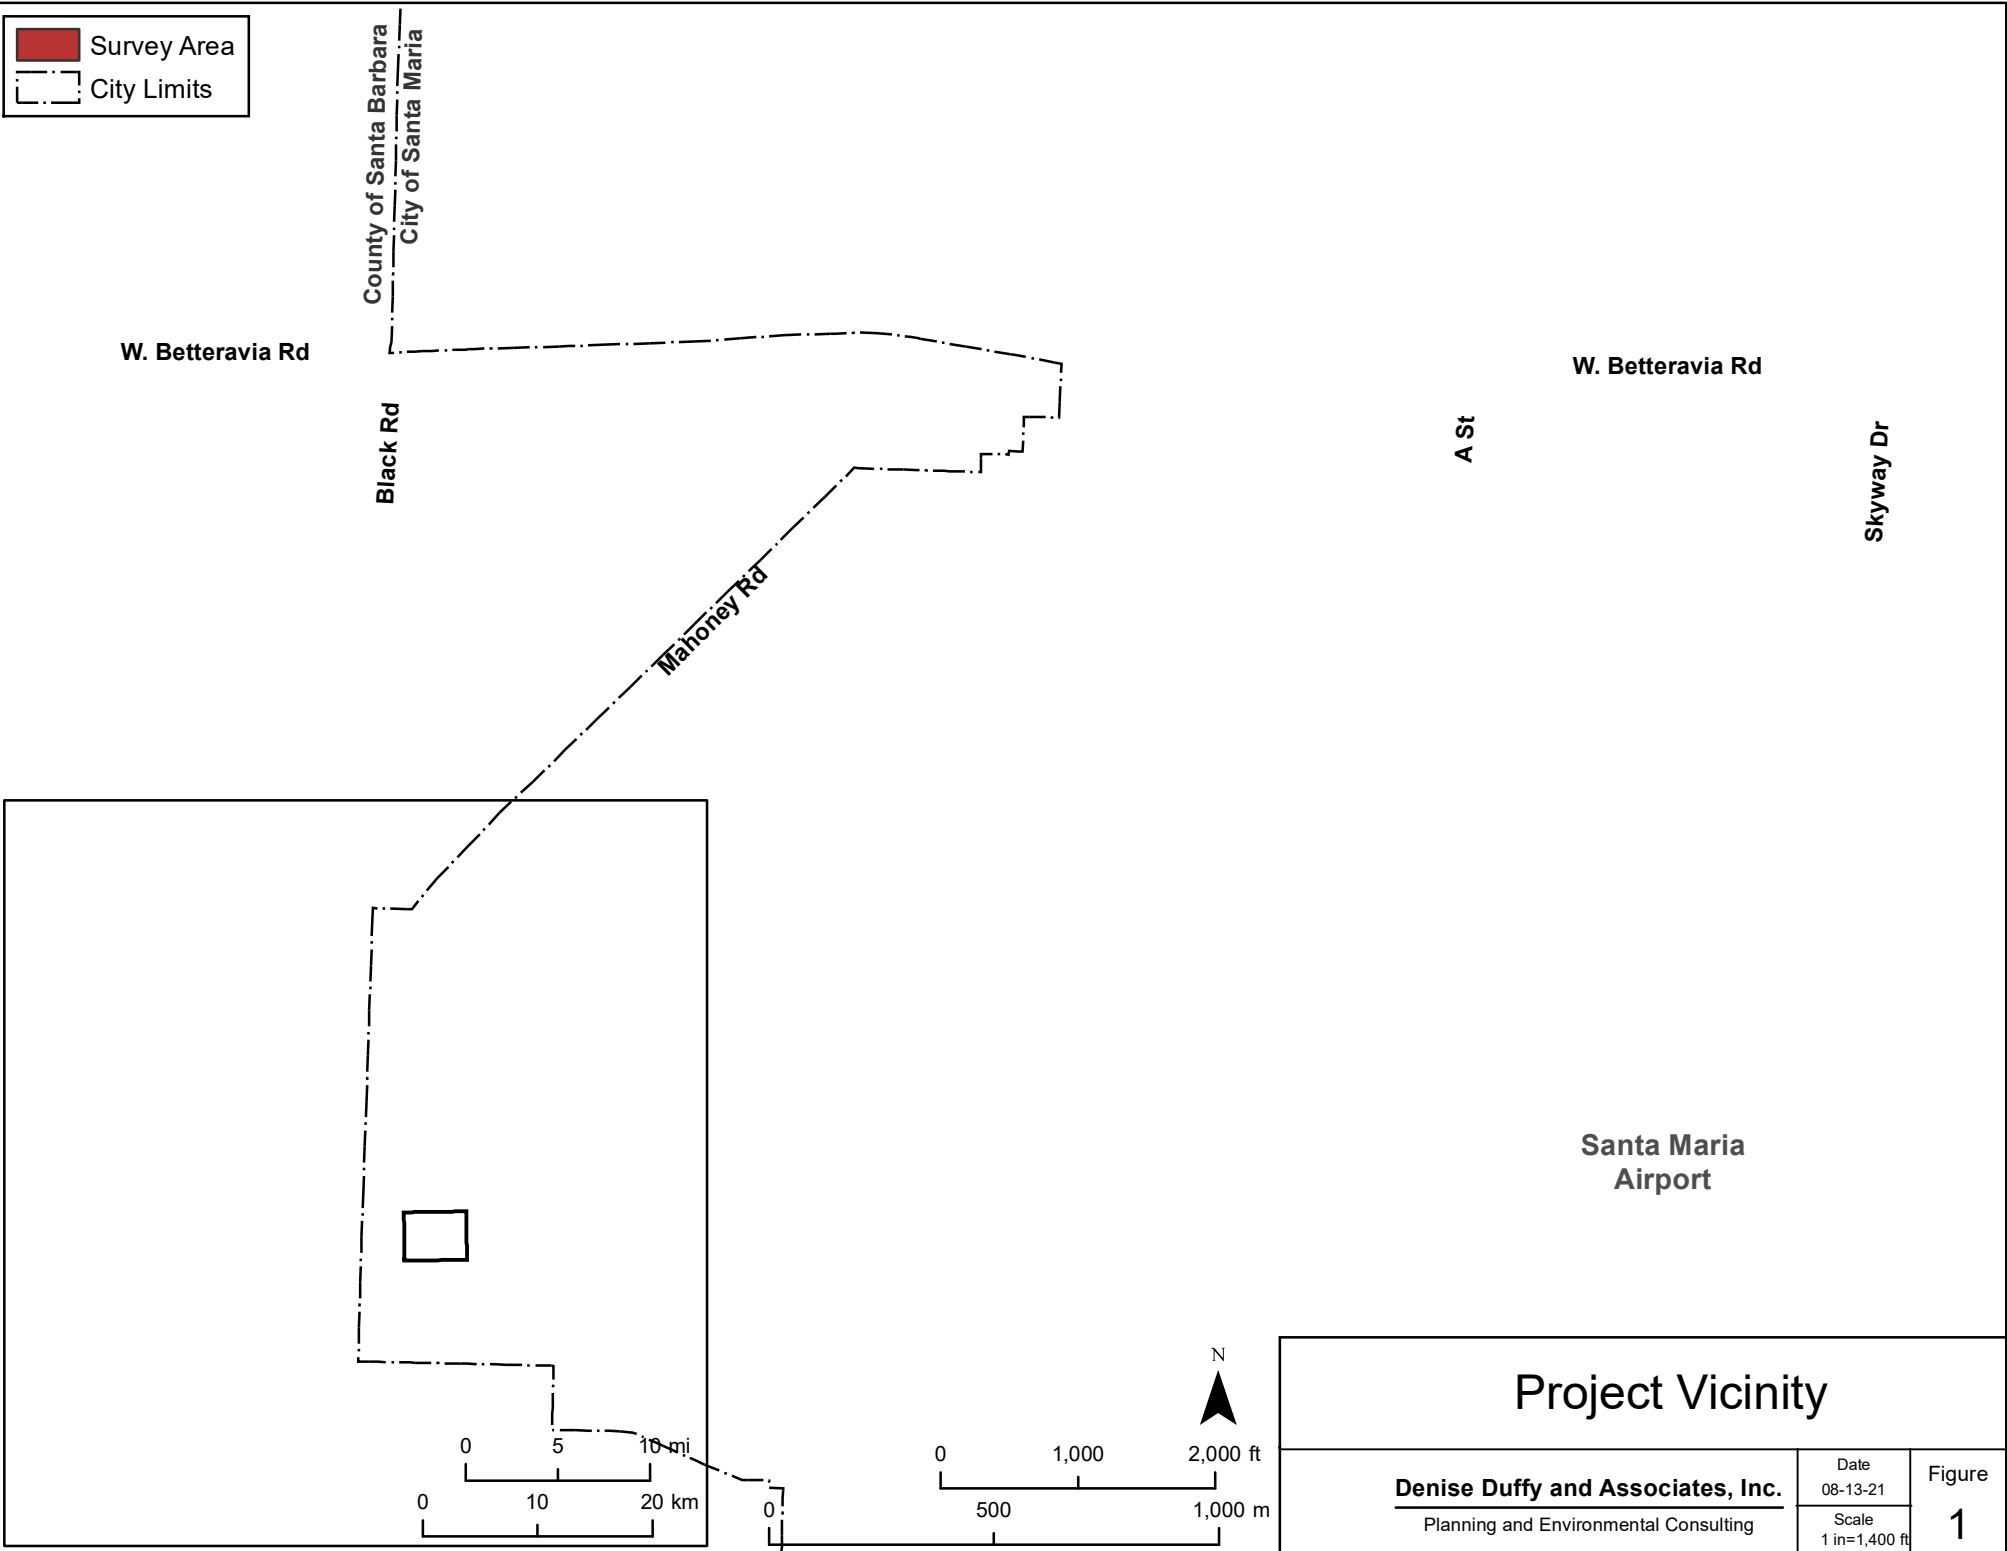 Survey Area
City Limits
County of Santa Barbara
City of Santa Maria
W. Betteravia Rd
W. Betteravia Rd
Black Rd
A St
Skyway Dr
Mahoney Rd
Santa Maria
Airport
0 5 10 mi
0 10 20 km
N
0 1,000 2,000 ft
0 500 1,000 m
Project Vicinity
Denise Duffy and Associates, Inc.
Planning and Environmental Consulting
Date
08-13-21
Scale
1 in=1,400 ft
Figure
1